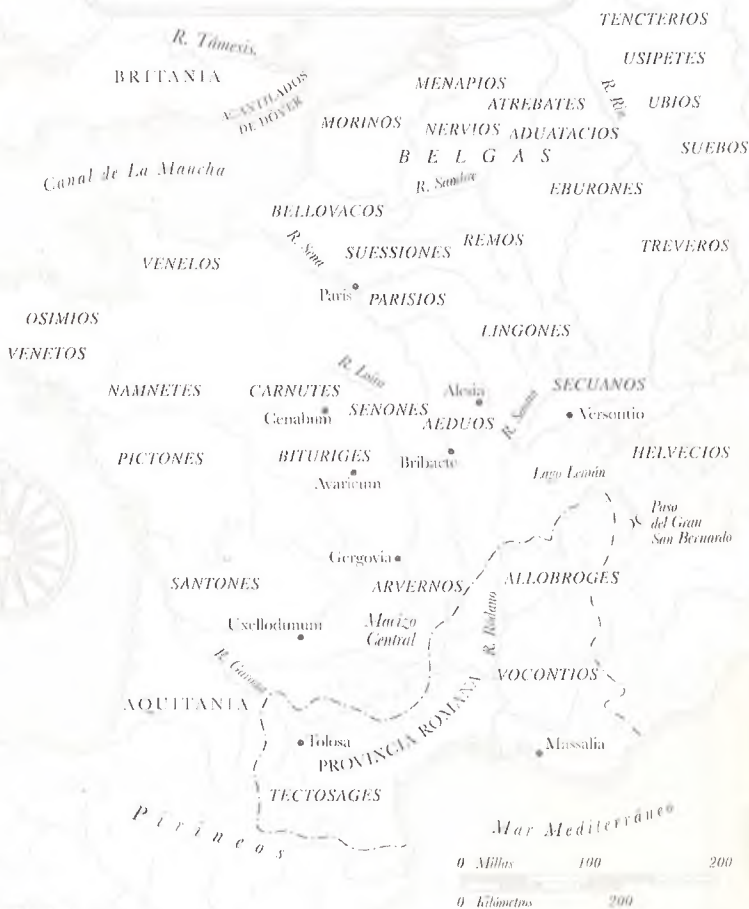 TENCTERIOS
R. Támesis
USIPETES
BRITANIA
MENAPIOS
R. Rin
ACANTILADOS
DE DÓVER
ATREBATES
UBIOS
MORINOS
NERVIOS ADUATACIOS
SUEBOS
BELGAS
Canal de La Mancha
R. Sambre
EBURONES
BELLOVACOS
R. Sena
SUESSIONES
REMOS
TREVEROS
VENELOS
París
PARISIOS
OSIMIOS
LINGONES
VENETOS
R. Loira
NAMNETES
CARNUTES
Alesia
SECUANOS
Cenabum
SENONES
AEDUOS
R. Saona
Versontio
PICTONES
BITURIGES
Bribacte
HELVECIOS
Avaricum
Lago Lemán
Paso
del Gran
San Bernardo
Gergovia
SANTONES
ARVERNOS
ALLOBROGES
Uxellodunum
Macizo
Central
R. Ródano
R. Garona
VOCONTIOS
AQUITANIA
PROVINCIA ROMANA
Tolosa
Massalia
TECTOSAGES
Pirineos
Mar Mediterráneo
0 Millas 100 200
0 Kilómetros 200